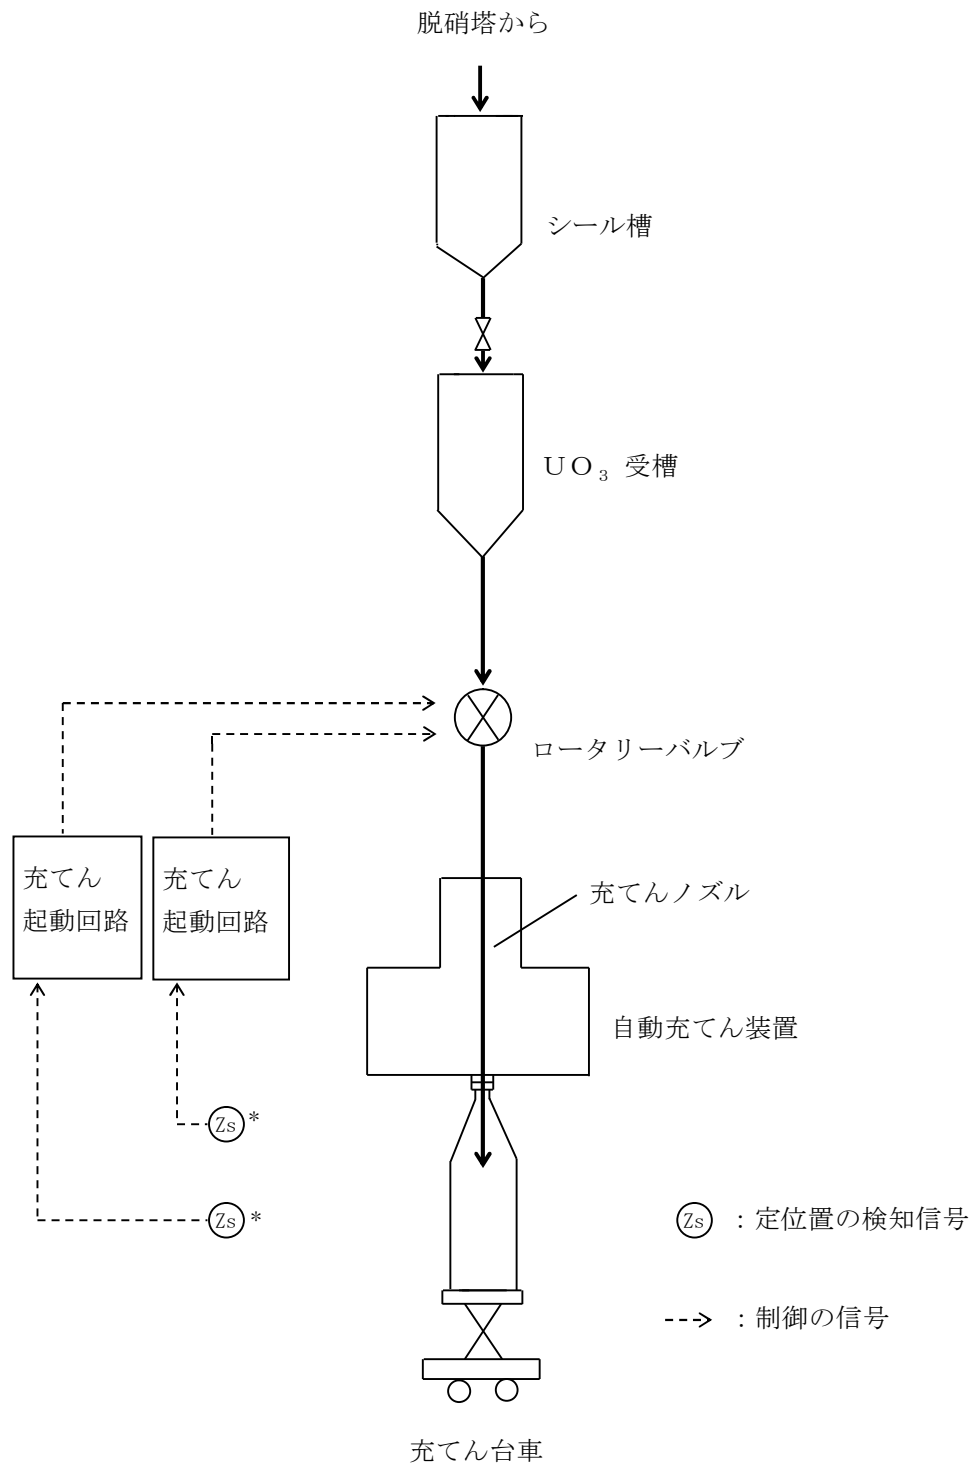 脱硝塔から
シール槽
ＵＯ₃ 受槽
ロータリーバルブ
充てん
起動回路
充てん
起動回路
充てんノズル
自動充てん装置
Zs *
Zs *
Zs ：定位置の検知信号
：制御の信号
充てん台車